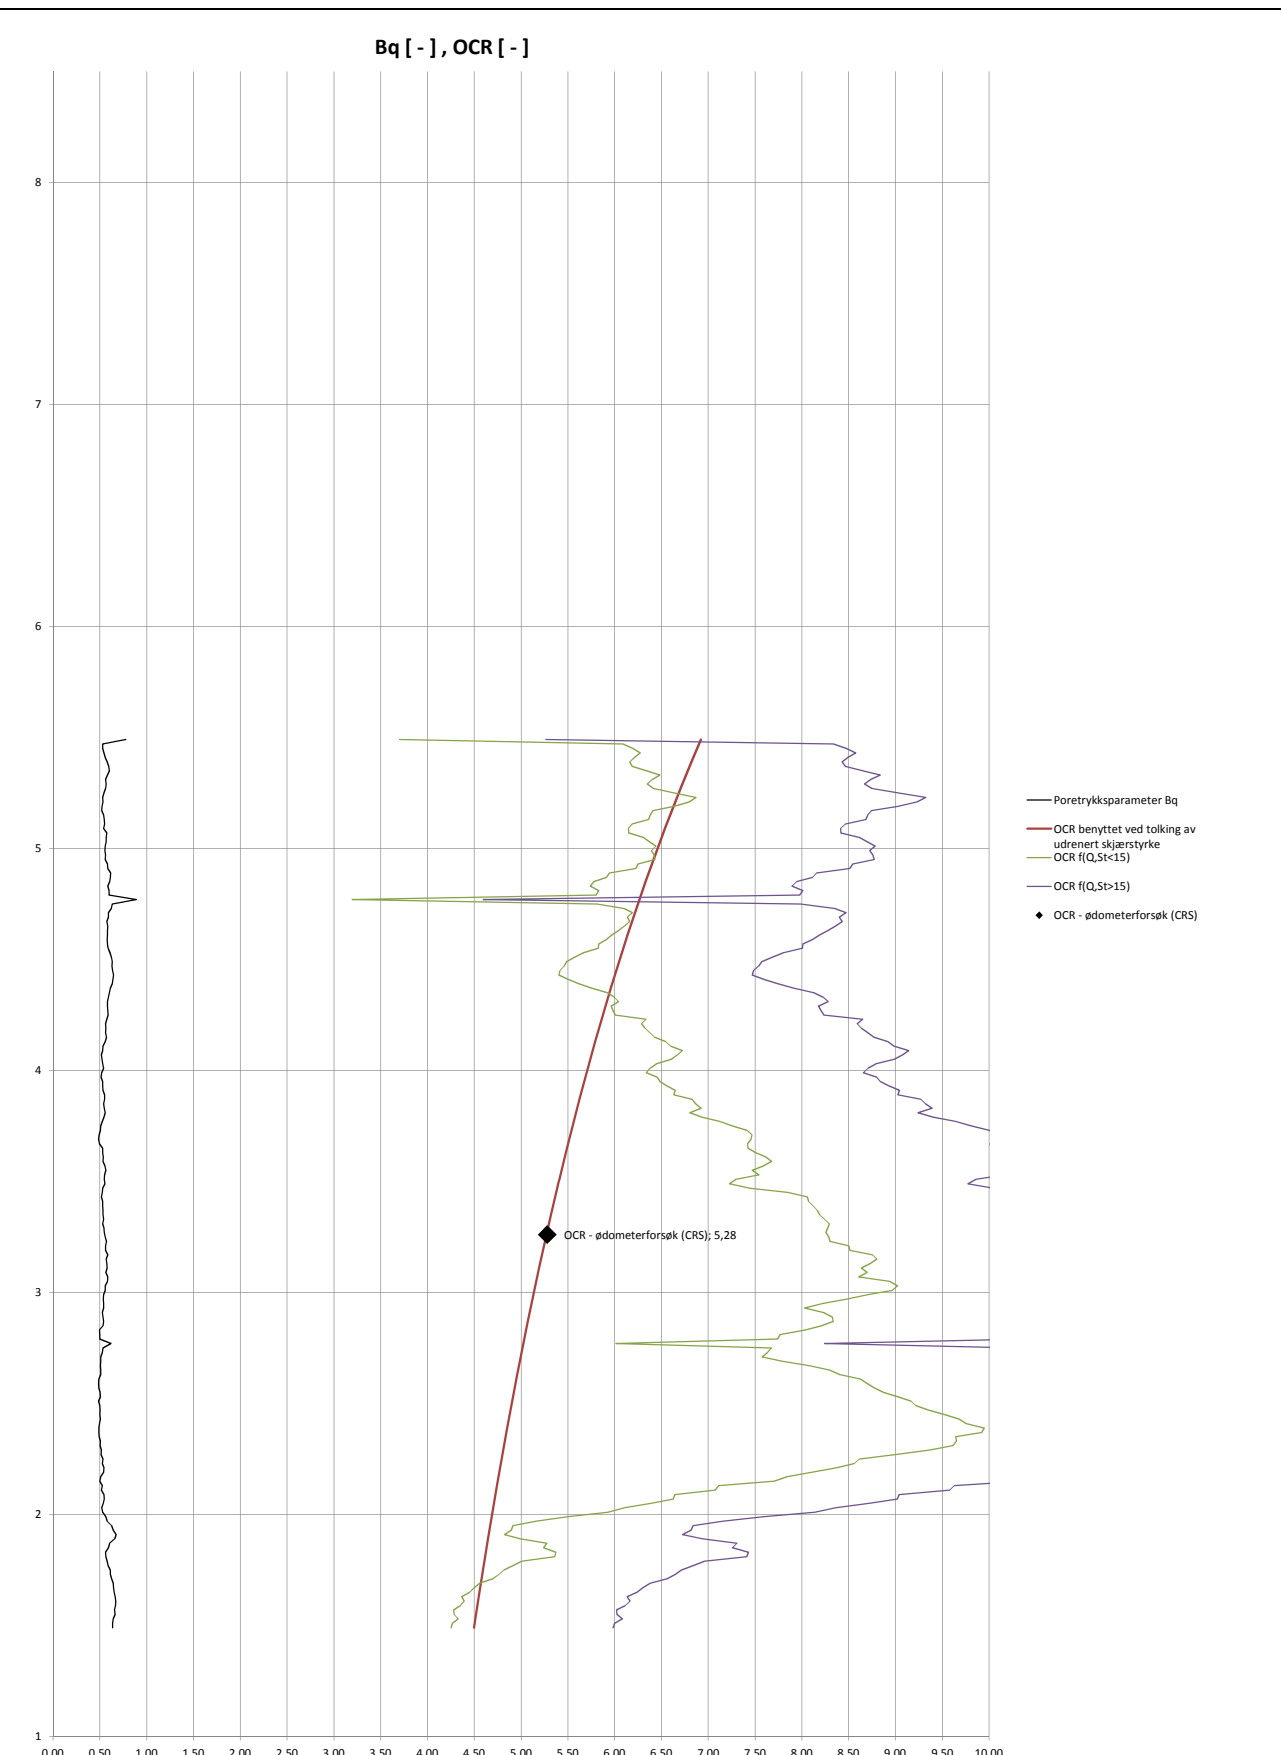 Bq [ - ] , OCR [ - ]
8
7
6
5
4
3
2
1
Poretrykksparameter Bq
OCR benyttet ved tolking av
udrenert skjærstyrke
OCR f(Q,St<15)
OCR f(Q,St>15)
OCR - ødometerforsøk (CRS)
OCR - ødometerforsøk (CRS); 5,28
0.00 0.50 1.00 1.50 2.00 2.50 3.00 3.50 4.00 4.50 5.00 5.50 6.00 6.50 7.00 7.50 8.00 8.50 9.00 9.50 10.00